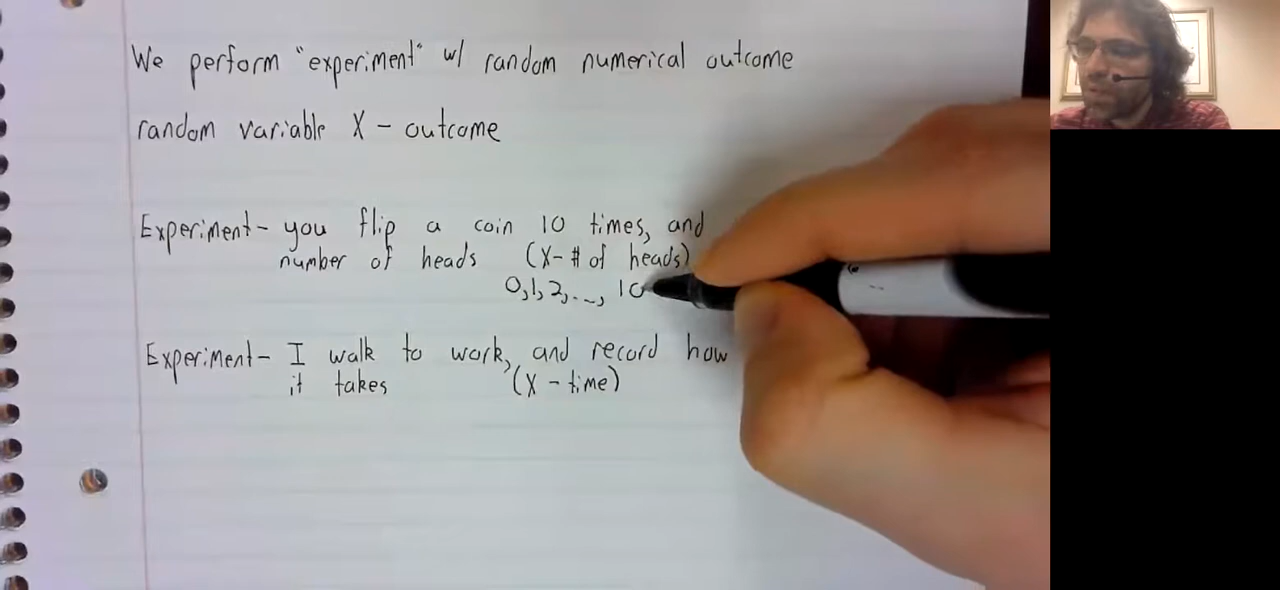 We perform "experiment" w/ random numerical outcome
random variable X - outcome
Experiment - you flip a coin 10 times, and
number of heads (X - # of heads)
0, 1, 2, ..., 10
Experiment - I walk to work, and record how
it takes (X - time)